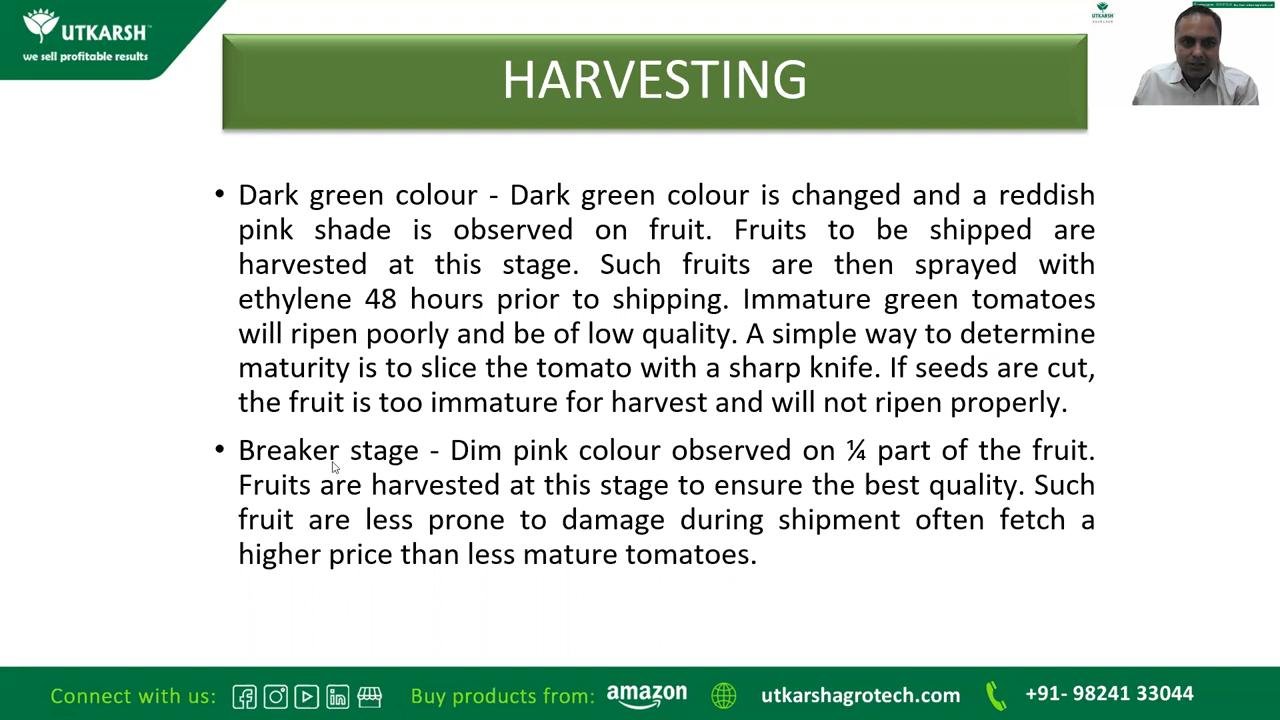 UTKARSH
we sell profitable results
UTKARSH
HARVESTING
• Dark green colour - Dark green colour is changed and a reddish
pink shade is observed on fruit. Fruits to be shipped are
harvested at this stage. Such fruits are then sprayed with
ethylene 48 hours prior to shipping. Immature green tomatoes
will ripen poorly and be of low quality. A simple way to determine
maturity is to slice the tomato with a sharp knife. If seeds are cut,
the fruit is too immature for harvest and will not ripen properly.
• Breaker stage - Dim pink colour observed on ¼ part of the fruit.
Fruits are harvested at this stage to ensure the best quality. Such
fruit are less prone to damage during shipment often fetch a
higher price than less mature tomatoes.
Connect with us: Buy products from: amazon utkarshagrotech.com +91- 98241 33044